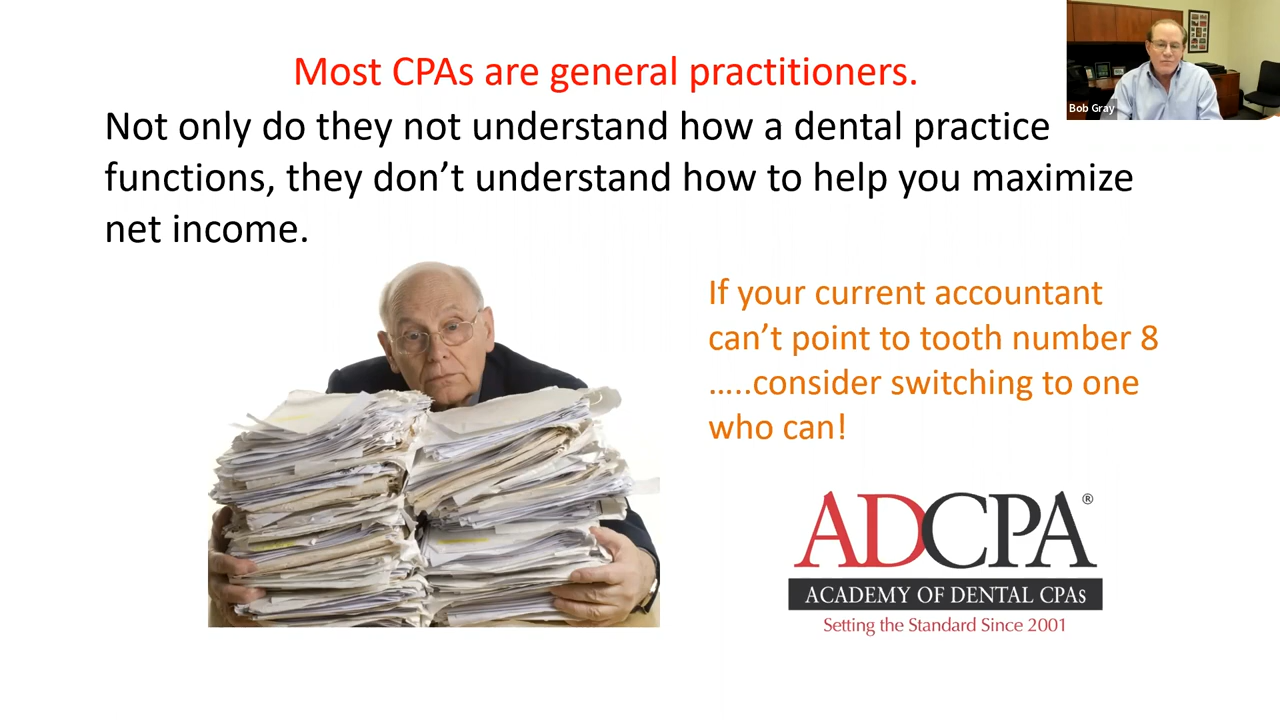 Most CPAs are general practitioners.
Not only do they not understand how a dental practice
functions, they don’t understand how to help you maximize
net income.
Bob Gray
If your current accountant
can’t point to tooth number 8
…..consider switching to one
who can!
ADCPA®
ACADEMY OF DENTAL CPAs
Setting the Standard Since 2001